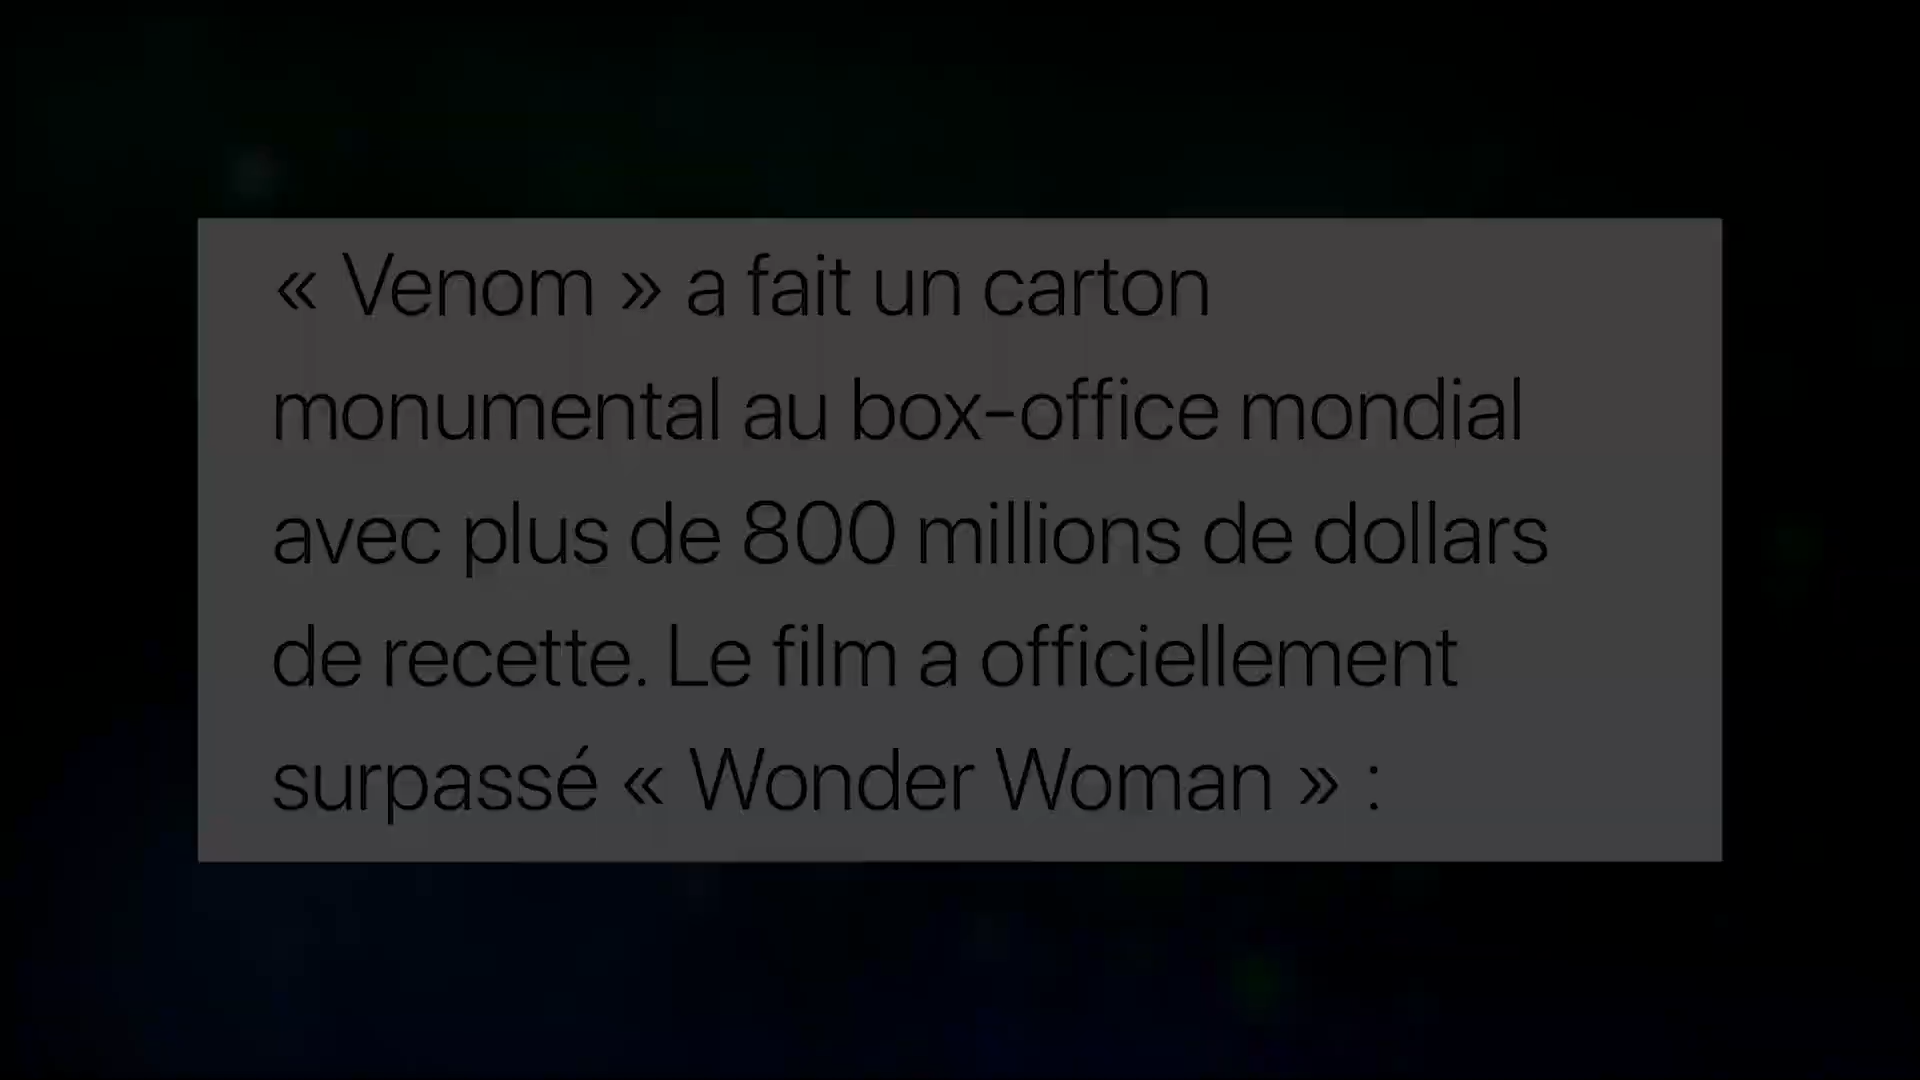 « Venom » a fait un carton
monumental au box-office mondial
avec plus de 800 millions de dollars
de recette. Le film a officiellement
surpassé « Wonder Woman » :